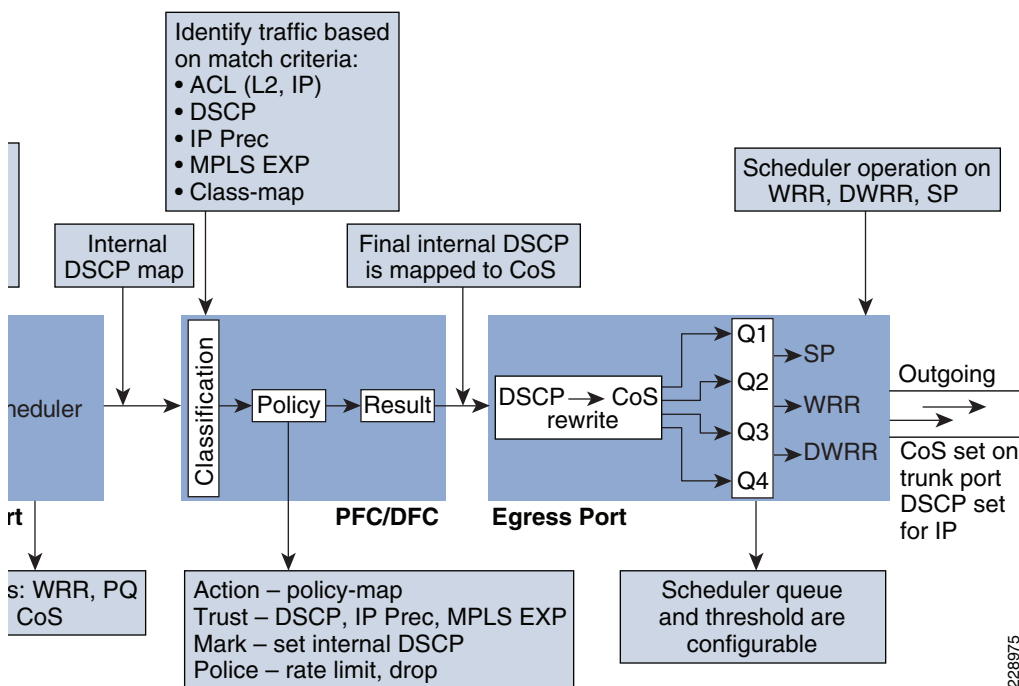 Identify traffic based
on match criteria:
• ACL (L2, IP)
• DSCP
• IP Prec
• MPLS EXP
• Class-map
Scheduler operation on
WRR, DWRR, SP
Internal
DSCP map
Final internal DSCP
is mapped to CoS
heduler
Classification
Policy
Result
DSCP → CoS
rewrite
Q1
Q2
Q3
Q4
SP
WRR
DWRR
Outgoing
CoS set on
trunk port
DSCP set
for IP
rt
PFC/DFC
Egress Port
s: WRR, PQ
CoS
Action – policy-map
Trust – DSCP, IP Prec, MPLS EXP
Mark – set internal DSCP
Police – rate limit, drop
Scheduler queue
and threshold are
configurable
228975